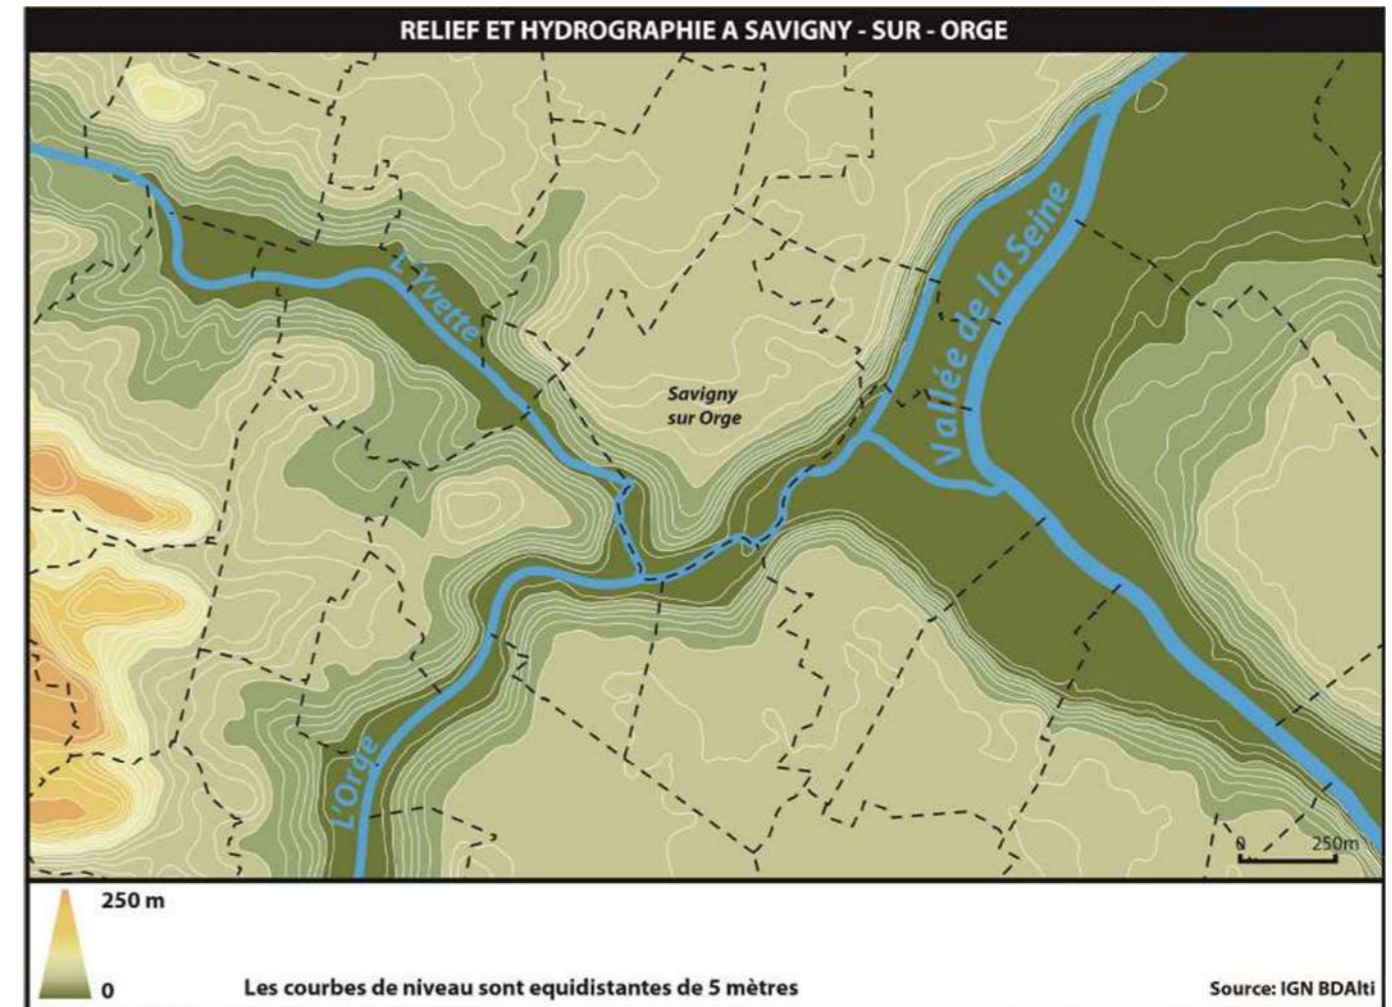 RELIEF ET HYDROGRAPHIE A SAVIGNY - SUR - ORGE
L'Yvette
Vallée de la Seine
Savigny
sur Orge
L'Orge
0 250m
250 m
0
Les courbes de niveau sont equidistantes de 5 mètres
Source: IGN BDAlti